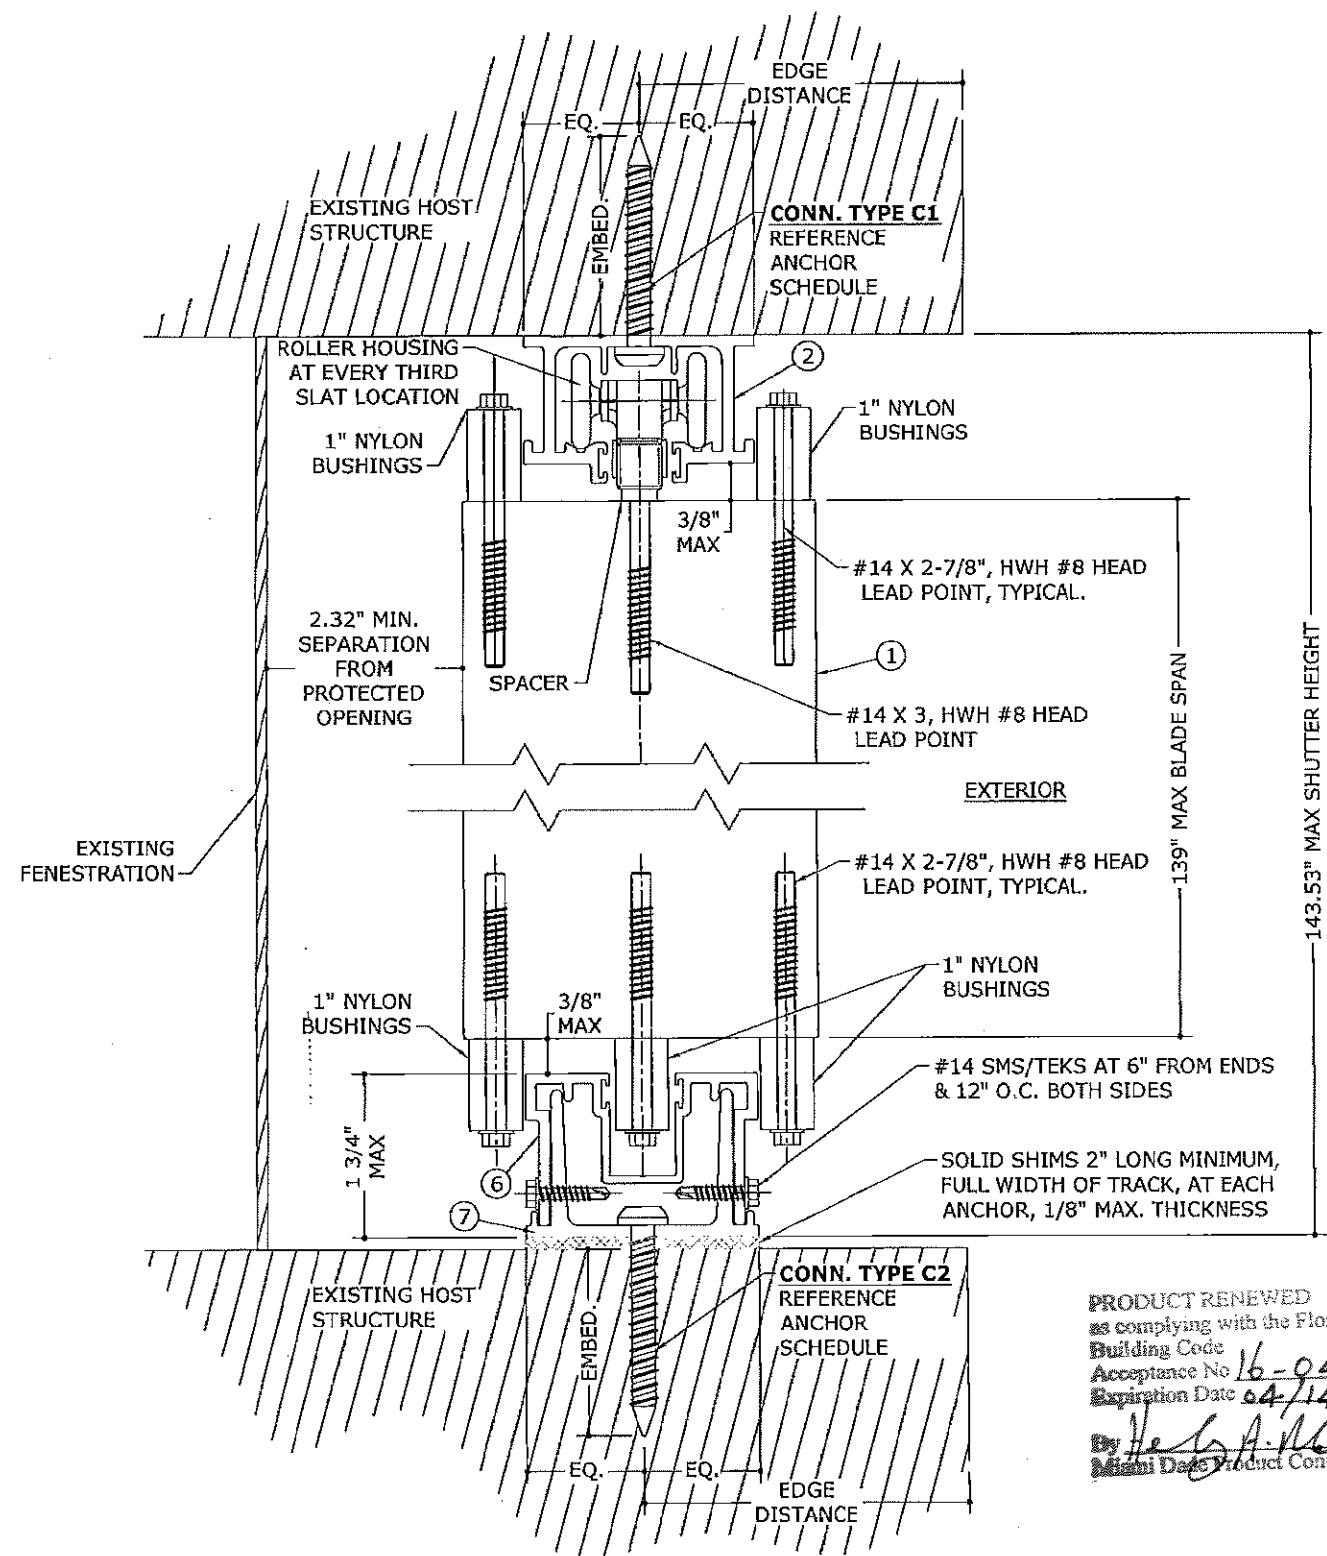 EDGE
DISTANCE
EQ.
EQ.
EXISTING HOST
STRUCTURE
EMBED.
CONN. TYPE C1
REFERENCE
ANCHOR
SCHEDULE
ROLLER HOUSING
AT EVERY THIRD
SLAT LOCATION
2
1" NYLON
BUSHINGS
1" NYLON
BUSHINGS
3/8"
MAX
#14 X 2-7/8", HWH #8 HEAD
LEAD POINT, TYPICAL.
2.32" MIN.
SEPARATION
FROM
PROTECTED
OPENING
SPACER
1
#14 X 3, HWH #8 HEAD
LEAD POINT
139" MAX BLADE SPAN
143.53" MAX SHUTTER HEIGHT
EXTERIOR
EXISTING
FENESTRATION
#14 X 2-7/8", HWH #8 HEAD
LEAD POINT, TYPICAL.
1" NYLON
BUSHINGS
3/8"
MAX
1" NYLON
BUSHINGS
#14 SMS/TEKS AT 6" FROM ENDS
& 12" O.C. BOTH SIDES
1 3/4"
MAX
6
SOLID SHIMS 2" LONG MINIMUM,
FULL WIDTH OF TRACK, AT EACH
ANCHOR, 1/8" MAX. THICKNESS
7
EXISTING HOST
STRUCTURE
EMBED.
CONN. TYPE C2
REFERENCE
ANCHOR
SCHEDULE
EQ.
EQ.
EDGE
DISTANCE
PRODUCT RENEWED
as complying with the Flo
Building Code
Acceptance No 16-04
Expiration Date 04/14
By
Miami Dade Product Con